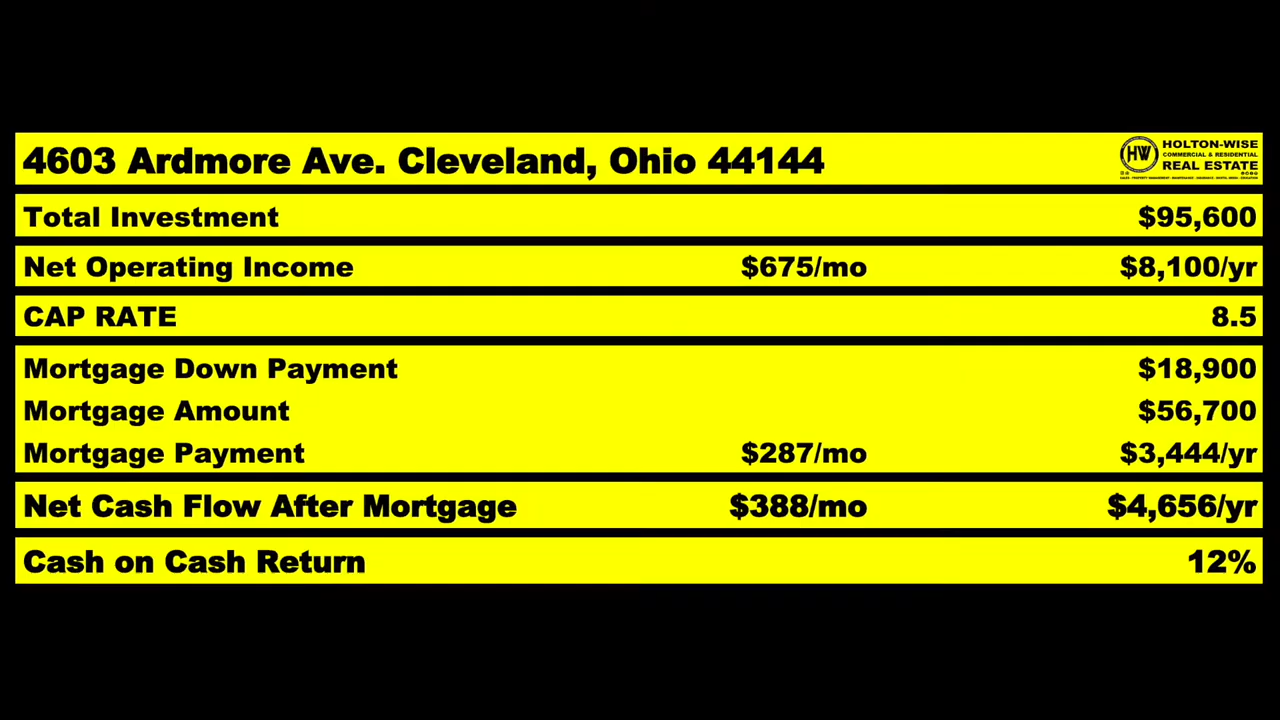 4603 Ardmore Ave. Cleveland, Ohio 44144
HW
HOLTON-WISE
COMMERCIAL & RESIDENTIAL
REAL ESTATE
Total Investment $95,600
Net Operating Income $675/mo $8,100/yr
CAP RATE 8.5
Mortgage Down Payment $18,900
Mortgage Amount $56,700
Mortgage Payment $287/mo $3,444/yr
Net Cash Flow After Mortgage $388/mo $4,656/yr
Cash on Cash Return 12%